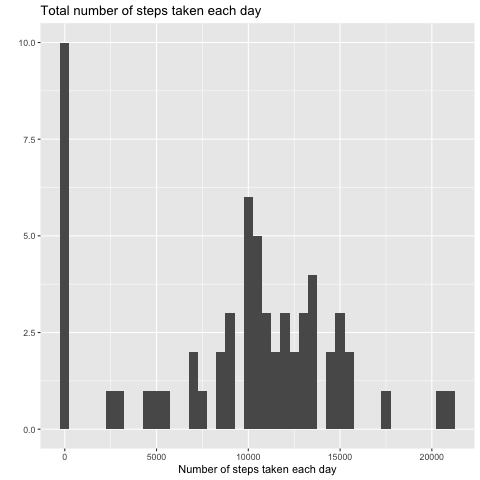 Total number of steps taken each day
10.0
7.5
5.0
2.5
0.0
0 5000 10000 15000 20000
Number of steps taken each day